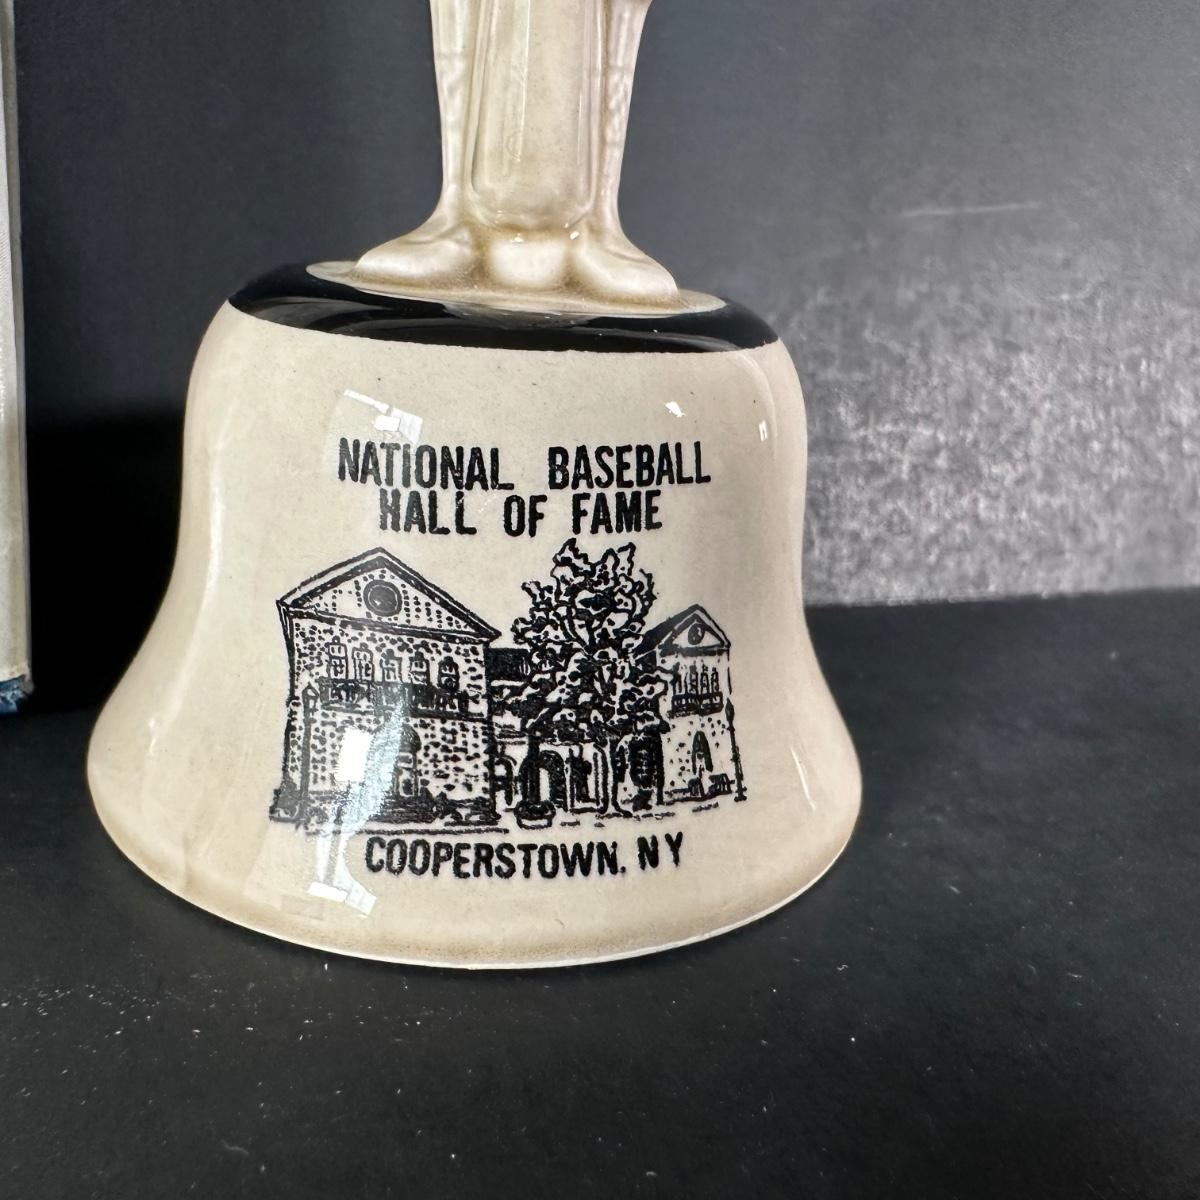 NATIONAL BASEBALL
HALL OF FAME
COOPERSTOWN. NY